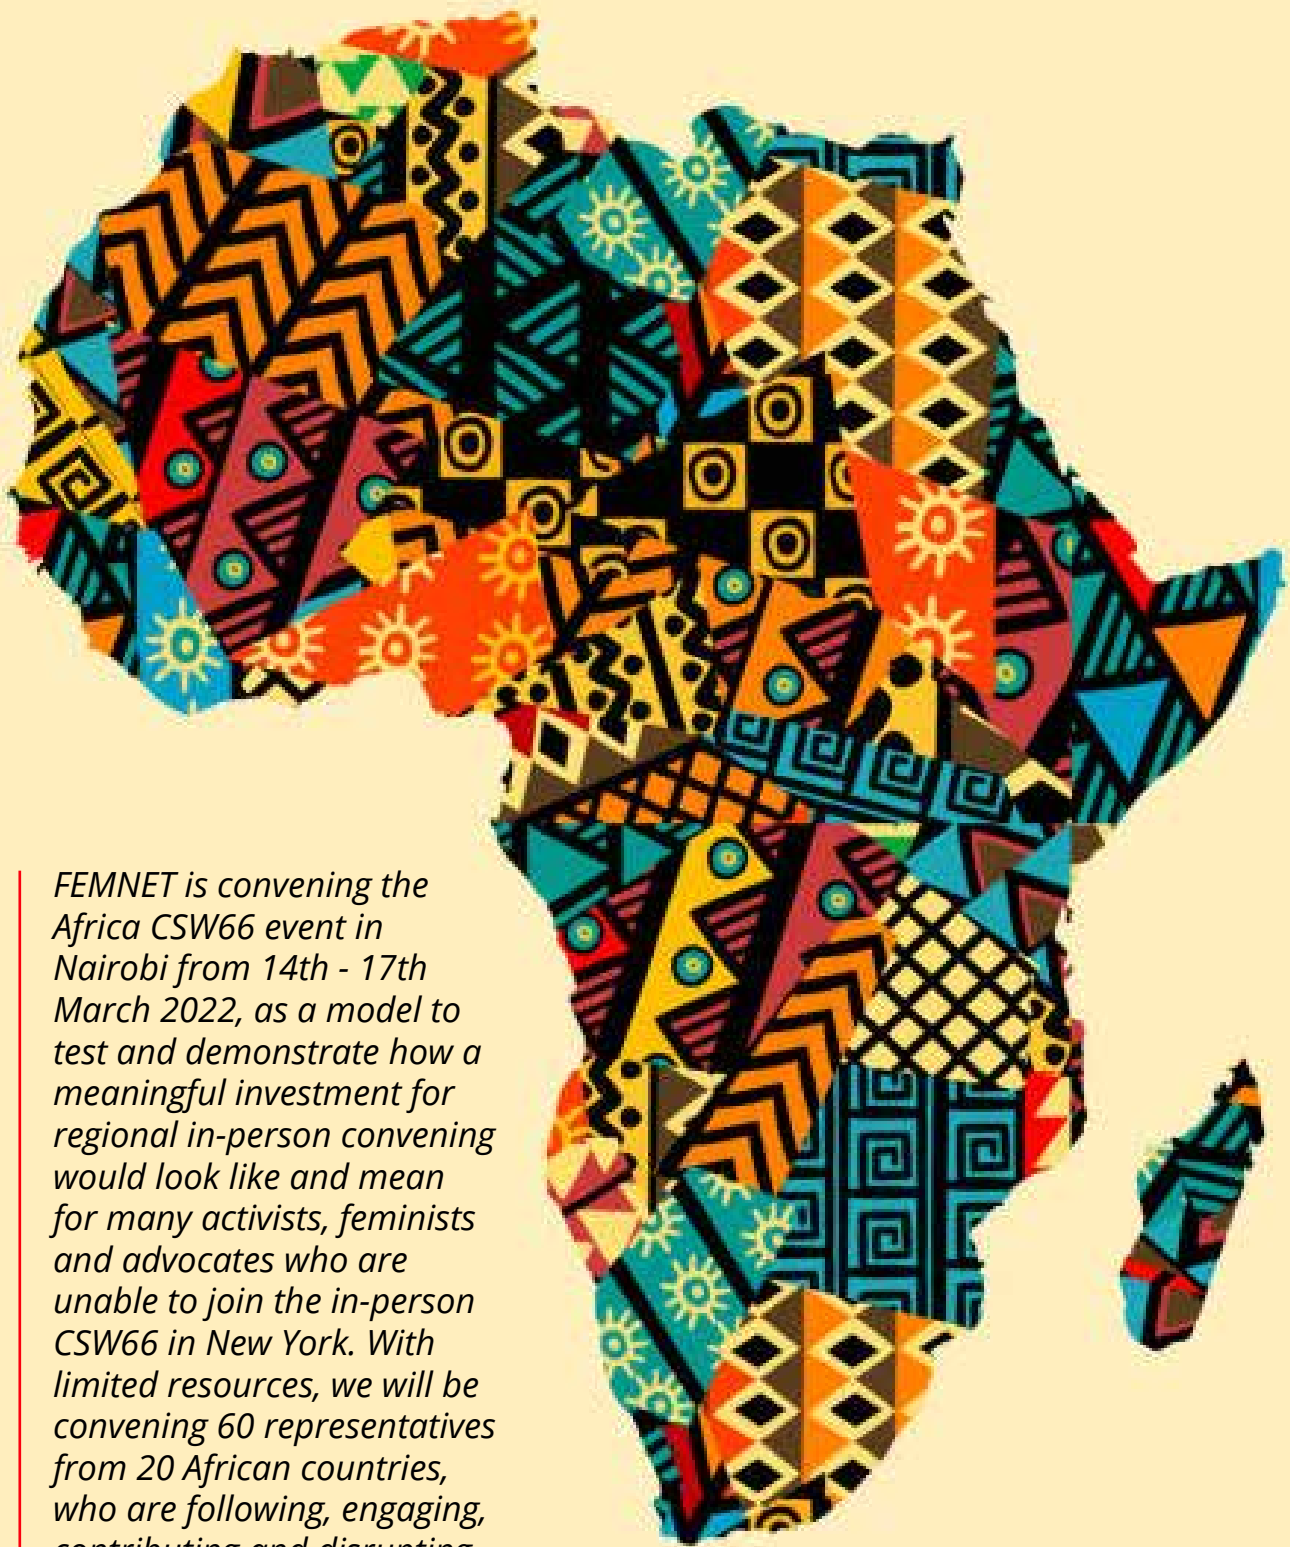 FEMNET is convening the
Africa CSW66 event in
Nairobi from 14th - 17th
March 2022, as a model to
test and demonstrate how a
meaningful investment for
regional in-person convening
would look like and mean
for many activists, feminists
and advocates who are
unable to join the in-person
CSW66 in New York. With
limited resources, we will be
convening 60 representatives
from 20 African countries,
who are following, engaging,
contributing and disrupting